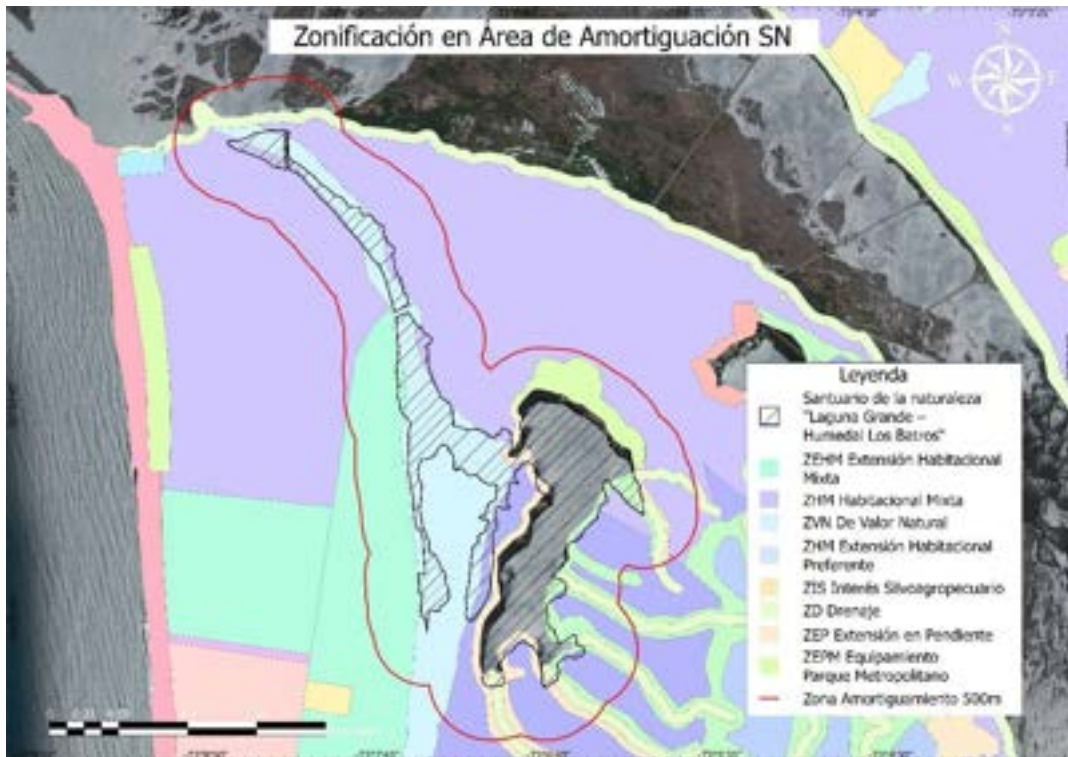 Zonificación en Área de Amortiguación SN
N
W
E
S
Leyenda
Santuario de la naturaleza
"Laguna Grande –
Humedal Los Batros"
ZEHM Extensión Habitacional
Mixta
ZHM Habitacional Mixta
ZVN De Valor Natural
ZHM Extensión Habitacional
Preferente
ZIS Interés Silvoagropecuario
ZD Drenaje
ZEP Extensión en Pendiente
ZEPM Equipamiento
Parque Metropolitano
Zona Amortiguamiento 500m